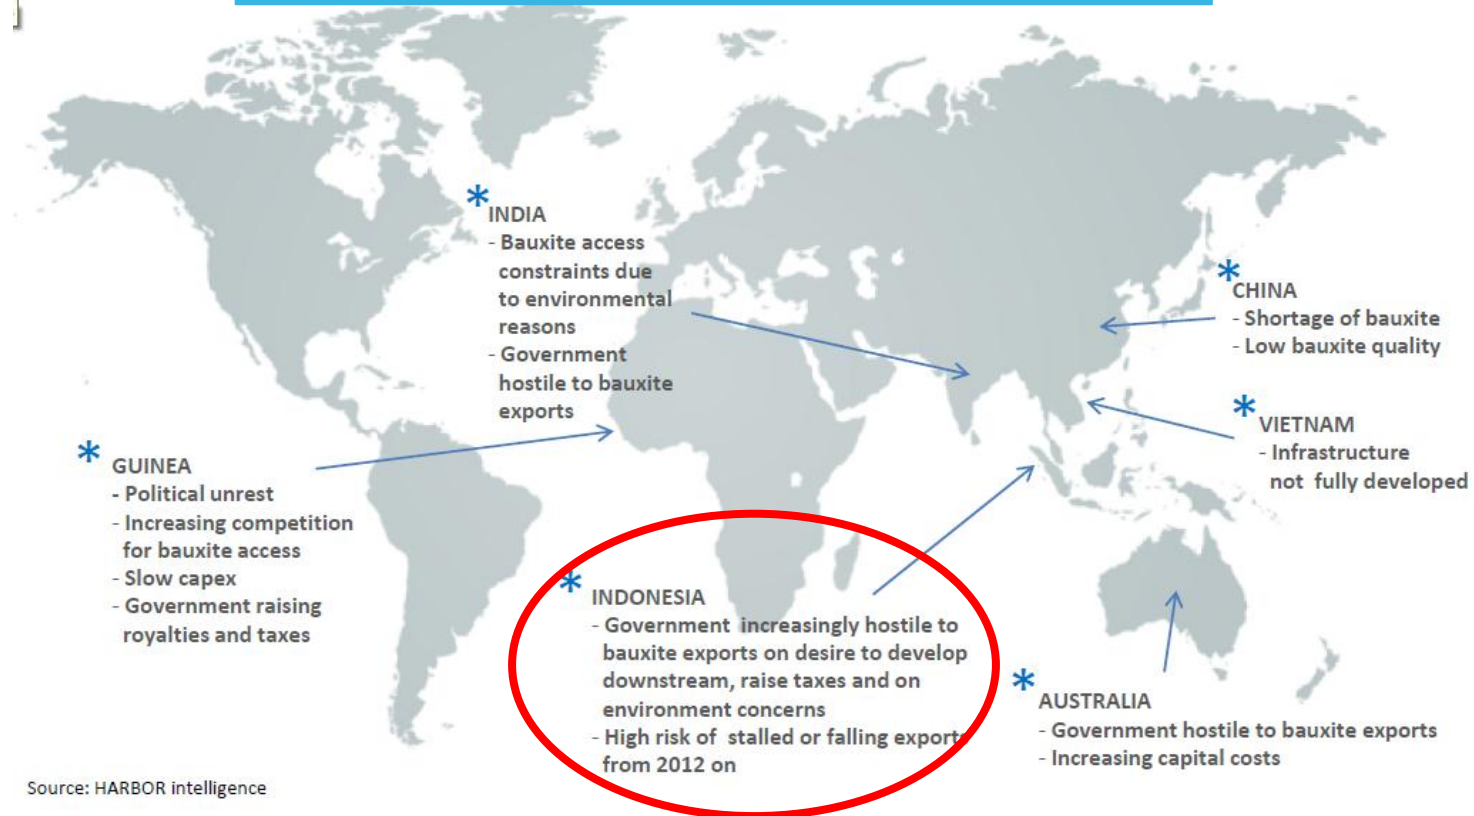 *
INDIA
- Bauxite access
constraints due
to environmental
reasons
- Government
hostile to bauxite
exports
*
CHINA
- Shortage of bauxite
- Low bauxite quality
*
VIETNAM
- Infrastructure
not fully developed
*
GUINEA
- Political unrest
- Increasing competition
for bauxite access
- Slow capex
- Government raising
royalties and taxes
*
INDONESIA
- Government increasingly hostile to
bauxite exports on desire to develop
downstream, raise taxes and on
environment concerns
- High risk of stalled or falling exports
from 2012 on
*
AUSTRALIA
- Government hostile to bauxite exports
- Increasing capital costs
Source: HARBOR intelligence